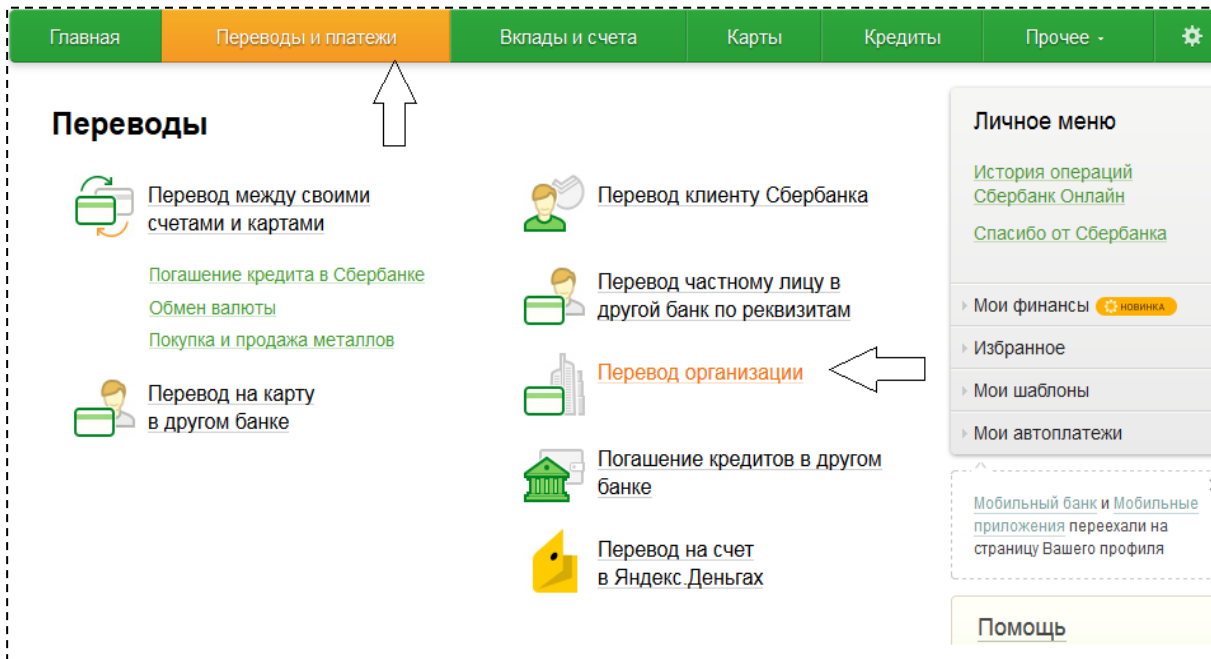 Главная Переводы и платежи Вклады и счета Карты Кредиты Прочее -
Переводы
Перевод между своими
счетами и картами
Погашение кредита в Сбербанке
Обмен валюты
Покупка и продажа металлов
Перевод на карту
в другом банке
Перевод клиенту Сбербанка
Перевод частному лицу в
другой банк по реквизитам
Перевод организации
Погашение кредитов в другом
банке
Перевод на счет
в Яндекс.Деньгах
Личное меню
История операций
Сбербанк Онлайн
Спасибо от Сбербанка
Мои финансы НОВИНКА
Избранное
Мои шаблоны
Мои автоплатежи
Мобильный банк и Мобильные
приложения переехали на
страницу Вашего профиля
Помощь